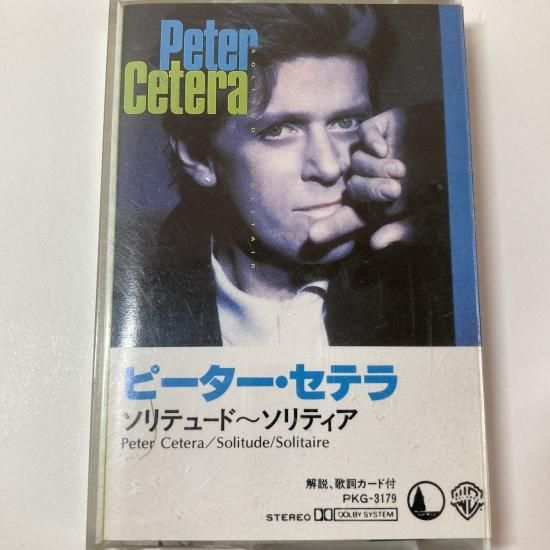 Peter
Cetera
SOLITUDE SOLITAIRE
ピーター・セテラ
ソリテュード〜ソリティア
Peter Cetera/Solitude/Solitaire
解説、歌詞カード付
PKG-3179
STEREO DOLBY SYSTEM